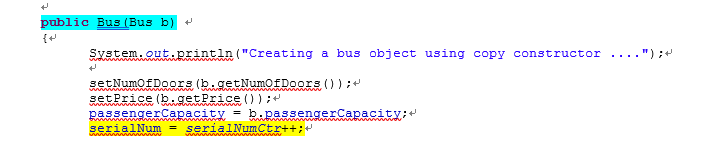 public Bus(Bus b)
{
System.out.println("Creating a bus object using copy constructor ....");
setNumOfDoors(b.getNumOfDoors());
setPrice(b.getPrice());
passengerCapacity = b.passengerCapacity;
serialNum = serialNumCtr++;